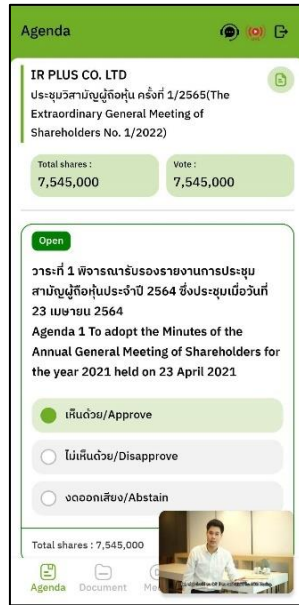 Agenda
IR PLUS CO. LTD
ประชุมวิสามัญผู้ถือหุ้น ครั้งที่ 1/2565(The
Extraordinary General Meeting of
Shareholders No. 1/2022)
Total shares :
7,545,000
Vote :
7,545,000
Open
วาระที่ 1 พิจารณารับรองรายงานการประชุม
สามัญผู้ถือหุ้นประจำปี 2564 ซึ่งประชุมเมื่อวันที่
23 เมษายน 2564
Agenda 1 To adopt the Minutes of the
Annual General Meeting of Shareholders for
the year 2021 held on 23 April 2021
เห็นด้วย/Approve
ไม่เห็นด้วย/Disapprove
งดออกเสียง/Abstain
Total shares : 7,545,000
Agenda
Document